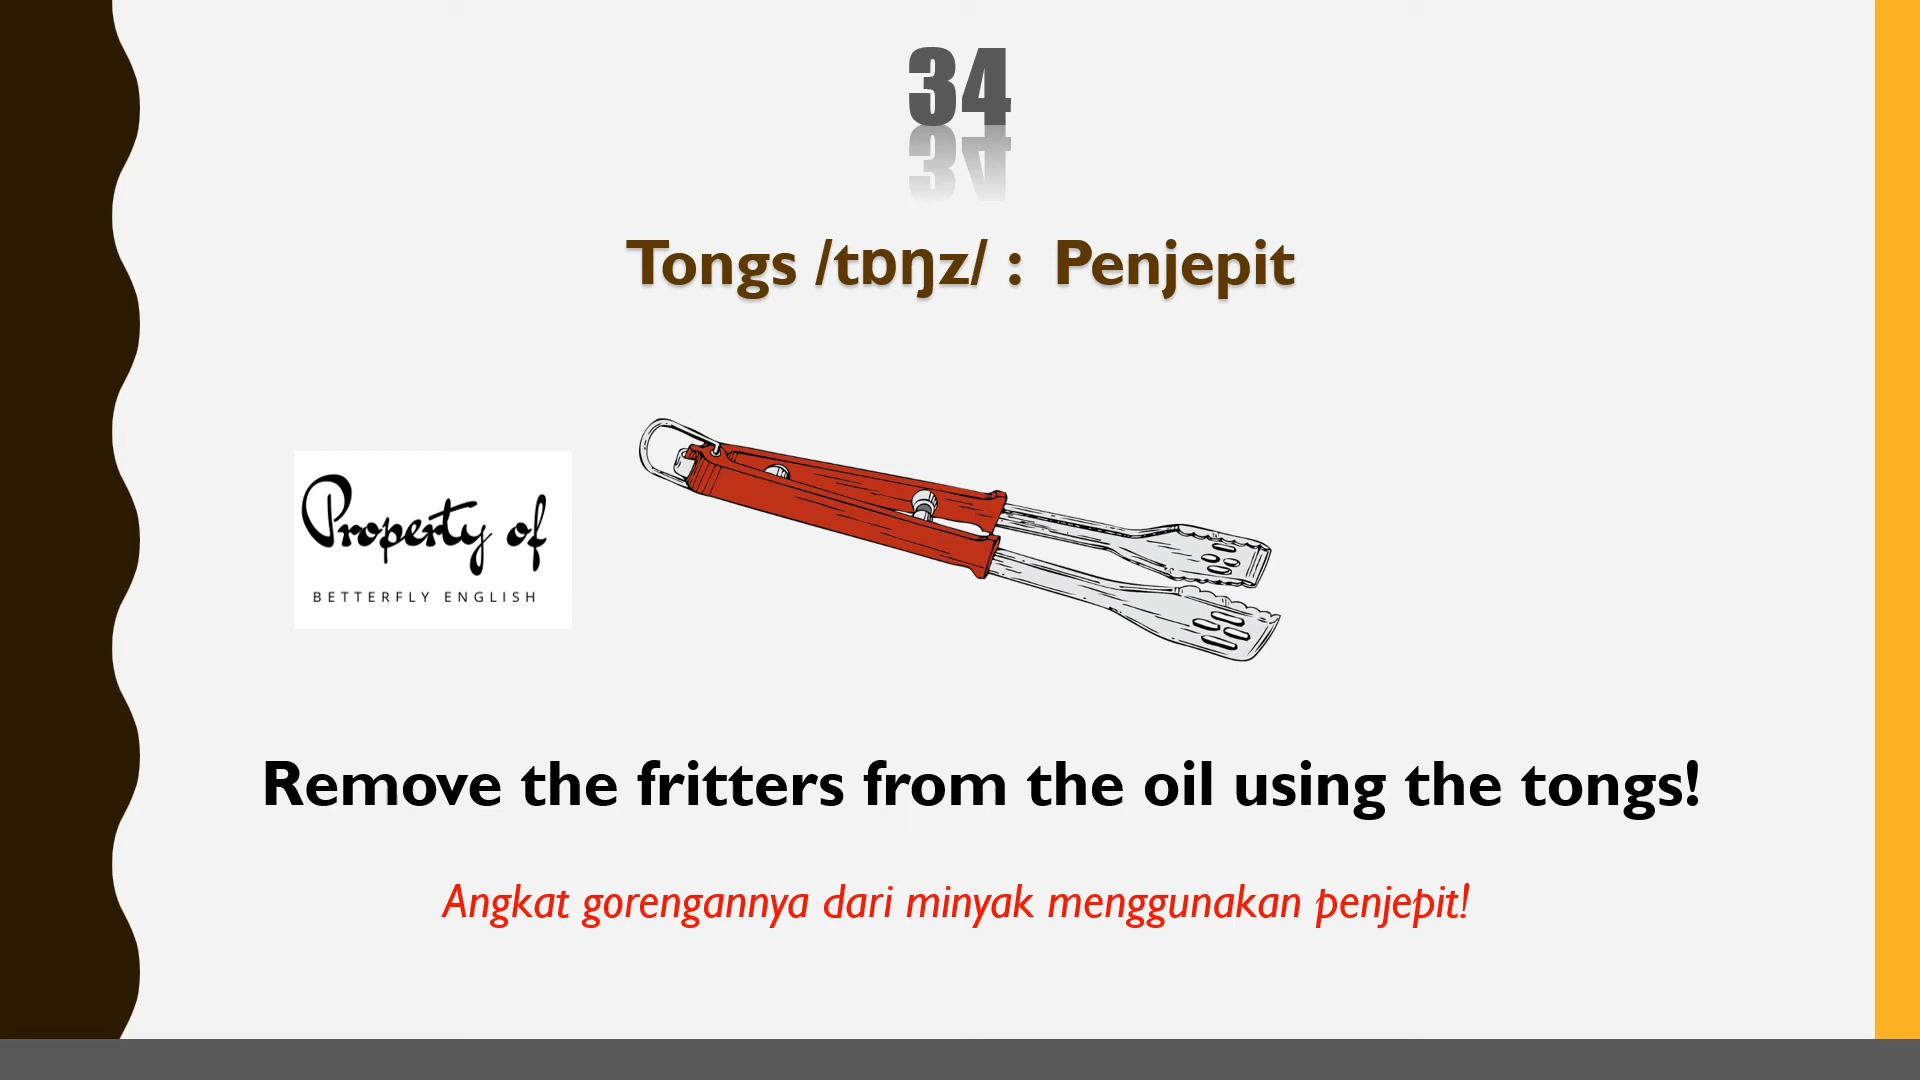 34
Tongs /tɒŋz/ : Penjepit
Property of
BETTERFLY ENGLISH
Remove the fritters from the oil using the tongs!
Angkat gorengannya dari minyak menggunakan penjepit!